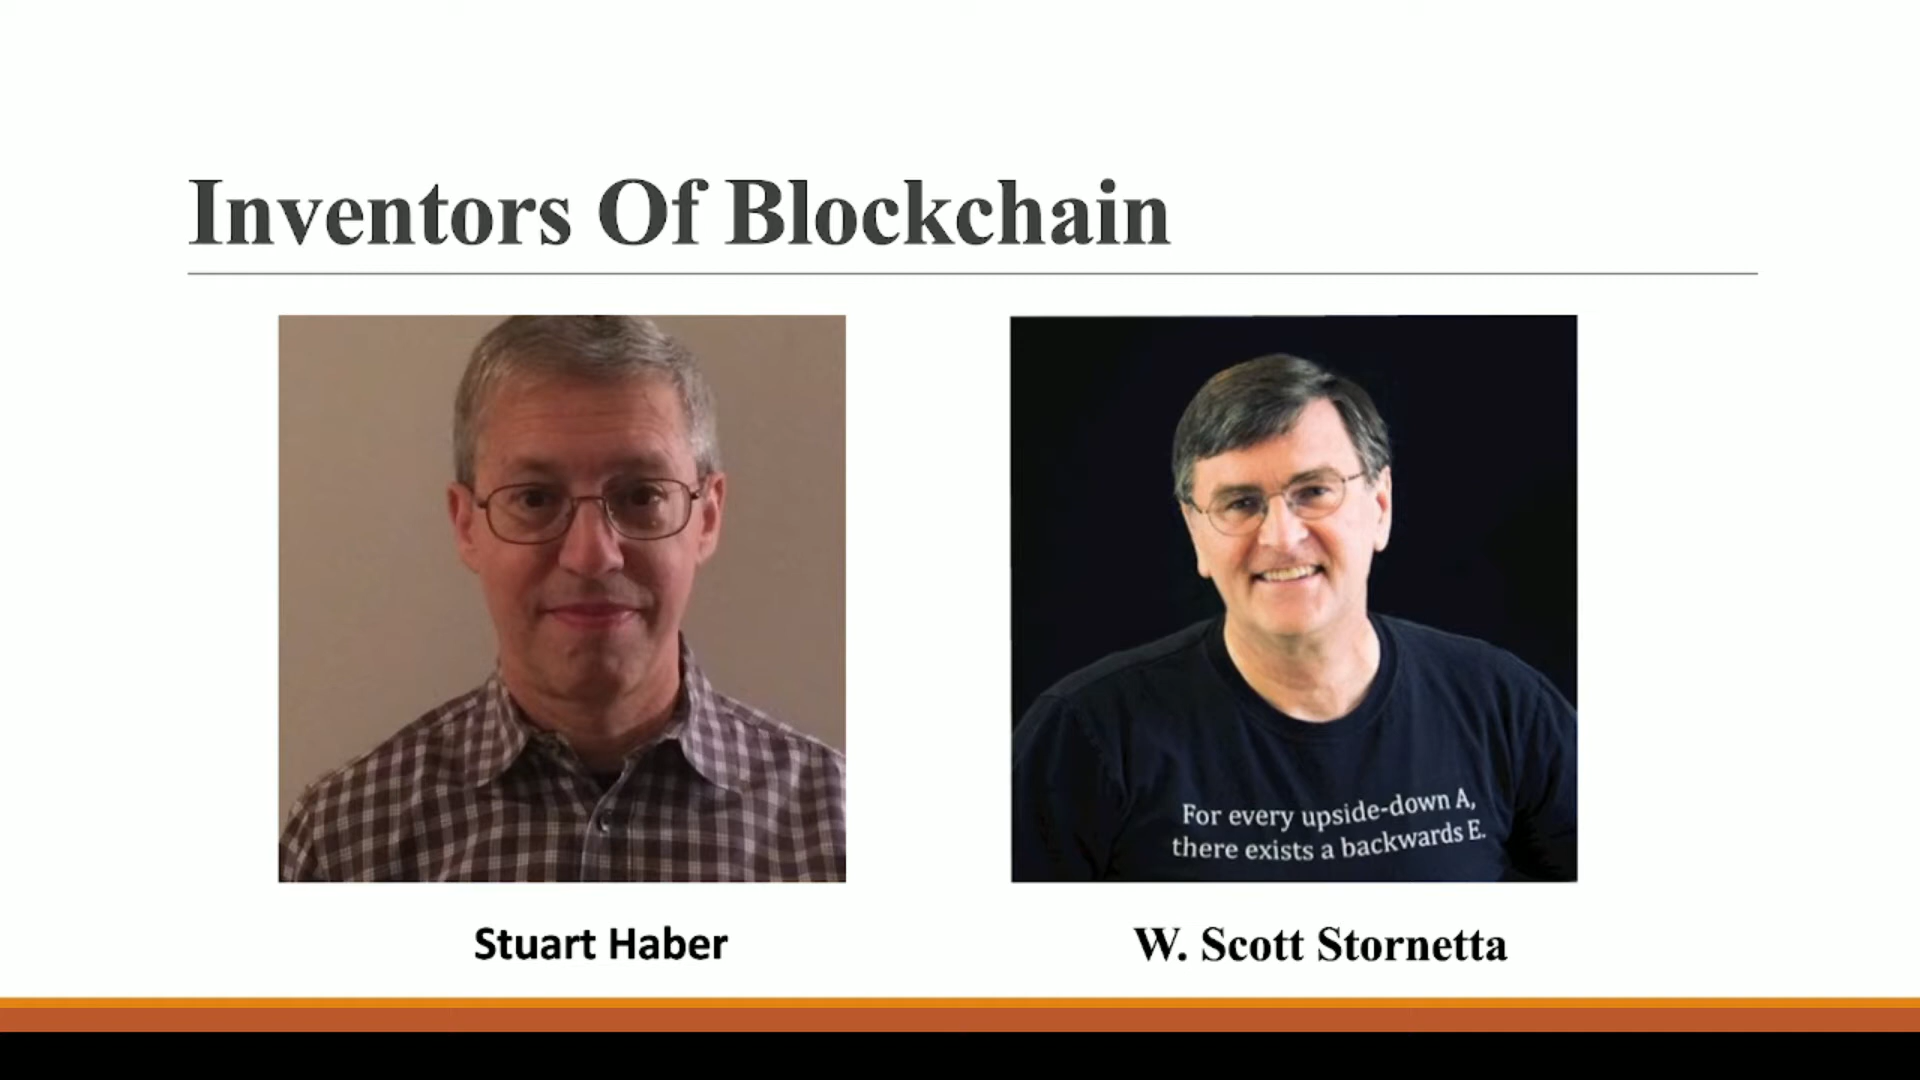 Inventors Of Blockchain
For every upside-down A,
there exists a backwards E.
Stuart Haber
W. Scott Stornetta